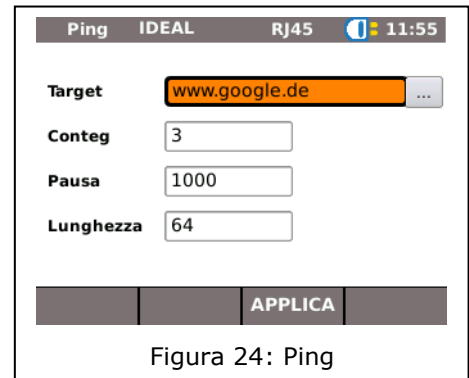 Ping IDEAL RJ45 11:55
Target www.google.de ...
Conteg 3
Pausa 1000
Lunghezza 64
APPLICA
Figura 24: Ping